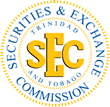 SECURITIES & EXCHANGE
TRINIDAD
SEC
AND TOBAGO
COMMISSION